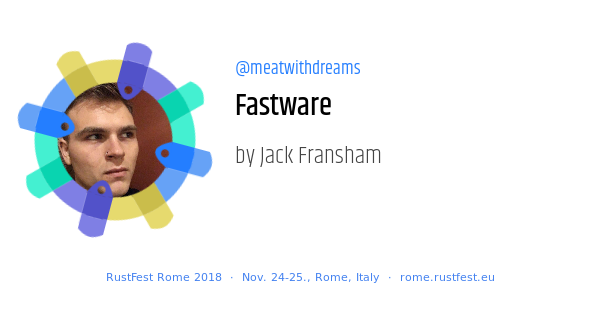 @meatwithdreams
Fastware
by Jack Fransham
RustFest Rome 2018 · Nov. 24-25., Rome, Italy · rome.rustfest.eu